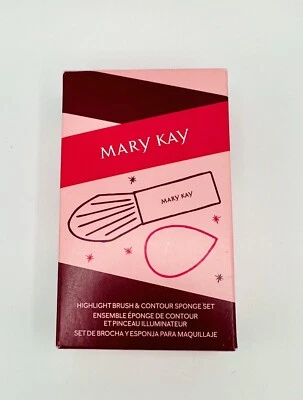 MARY KAY
MARY KAY
HIGHLIGHT BRUSH & CONTOUR SPONGE SET
ENSEMBLE ÉPONGE DE CONTOUR
ET PINCEAU ILLUMINATEUR
SET DE BROCHA Y ESPONJA PARA MAQUILLAJE